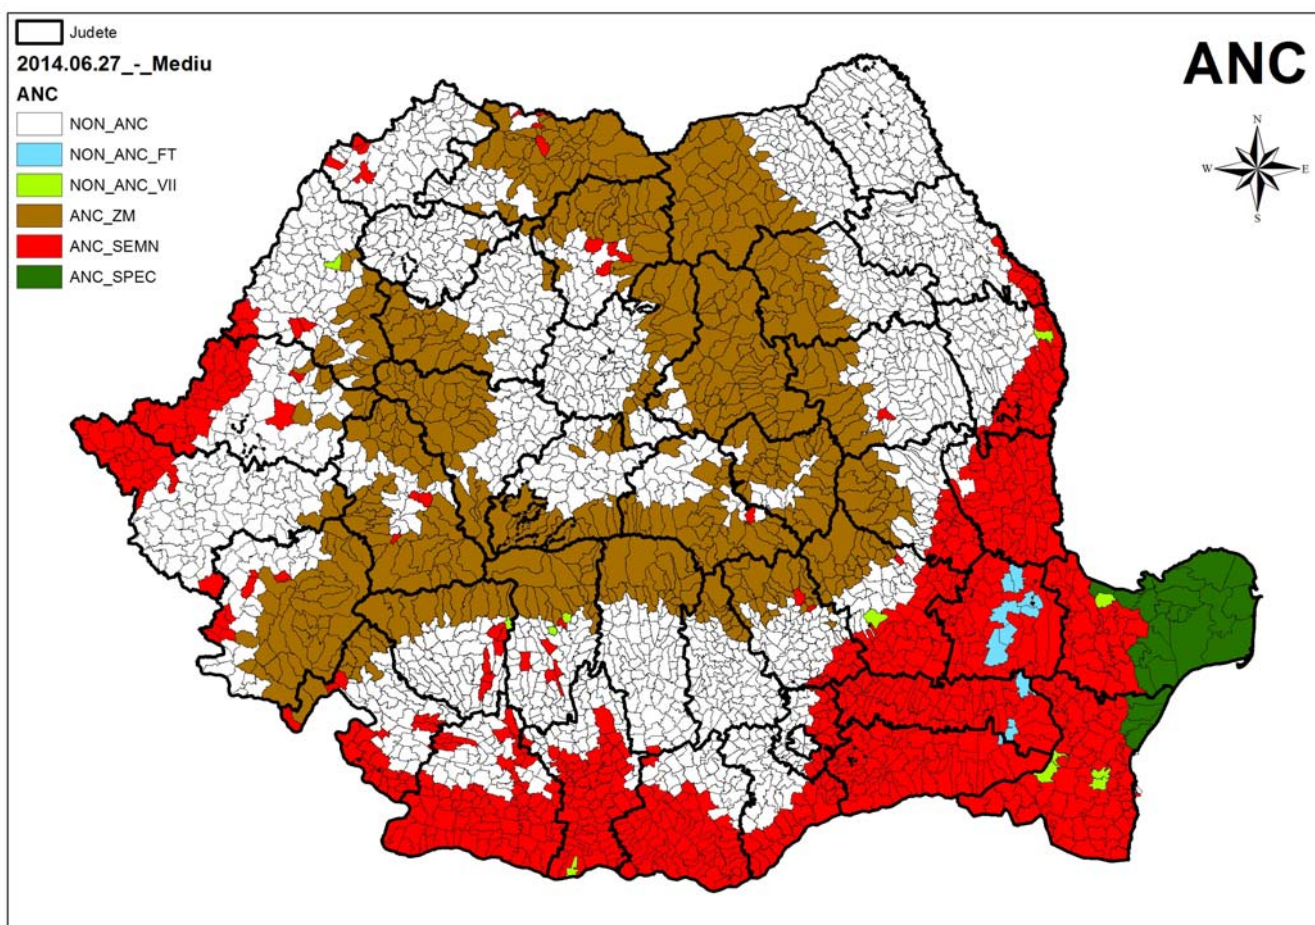 Judete
2014.06.27_-_Mediu
ANC
NON_ANC
NON_ANC_FT
NON_ANC_VII
ANC_ZM
ANC_SEMN
ANC_SPEC
ANC
N
W
E
S